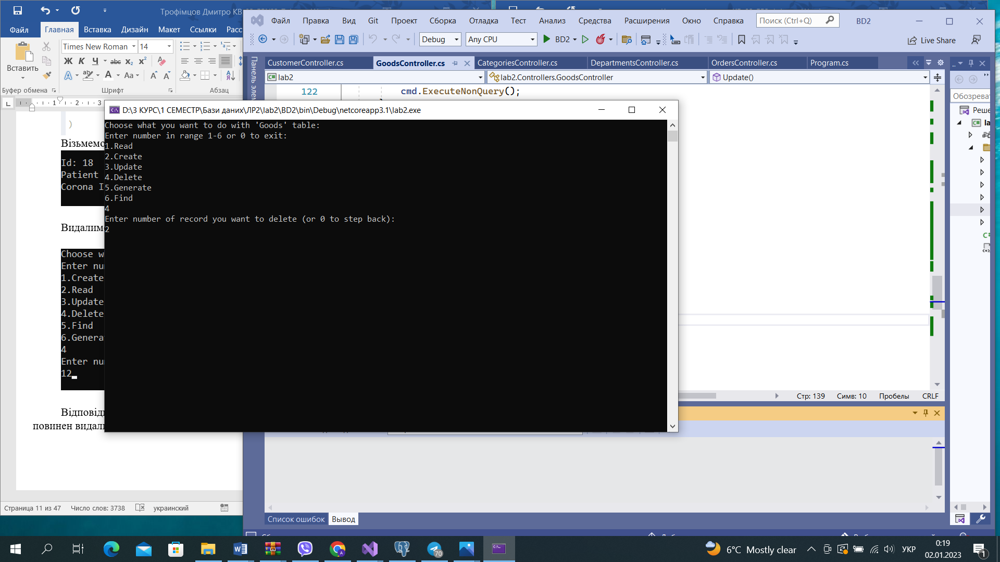 Трофімцов Дмитро КВ
Файл Главная Вставка Дизайн Макет Ссылки Расс
Вставить
Times New Roman 14
Ж К Ч abc x₂ x²
Буфер обмена Шрифт Абзац
1 2 3
)
Візьмемо
Id: 18
Patient
Corona I
Видалим
Choose w
Enter nu
1.Create
2.Read
3.Update
4.Delete
5.Find
6.Genera
4
Enter nu
12
Відповід
повинен видал
Страница 11 из 47 Число слов: 3738 украинский
Файл Правка Вид Git Проект Сборка Отладка Тест Анализ Средства Расширения Окно Справка Поиск (Ctrl+Q) BD2
Debug Any CPU BD2 Live Share
Панель элем
CustomerController.cs GoodsController.cs CategoriesController.cs DepartmentsController.cs OrdersController.cs Program.cs
lab2 lab2.Controllers.GoodsController Update()
122 cmd.ExecuteNonQuery();
Обозреват
Реше
la
D:\3 КУРС\1 СЕМЕСТР\Бази даних\ЛР2\lab2\BD2\bin\Debug\netcoreapp3.1\lab2.exe
Choose what you want to do with 'Goods' table:
Enter number in range 1-6 or 0 to exit:
1.Read
2.Create
3.Update
4.Delete
5.Generate
6.Find
4
Enter number of record you want to delete (or 0 to step back):
2
Стр: 139 Симв: 10 Пробелы CRLF
Список ошибок Вывод
70
6°C Mostly clear УКР 0:19
02.01.2023 1